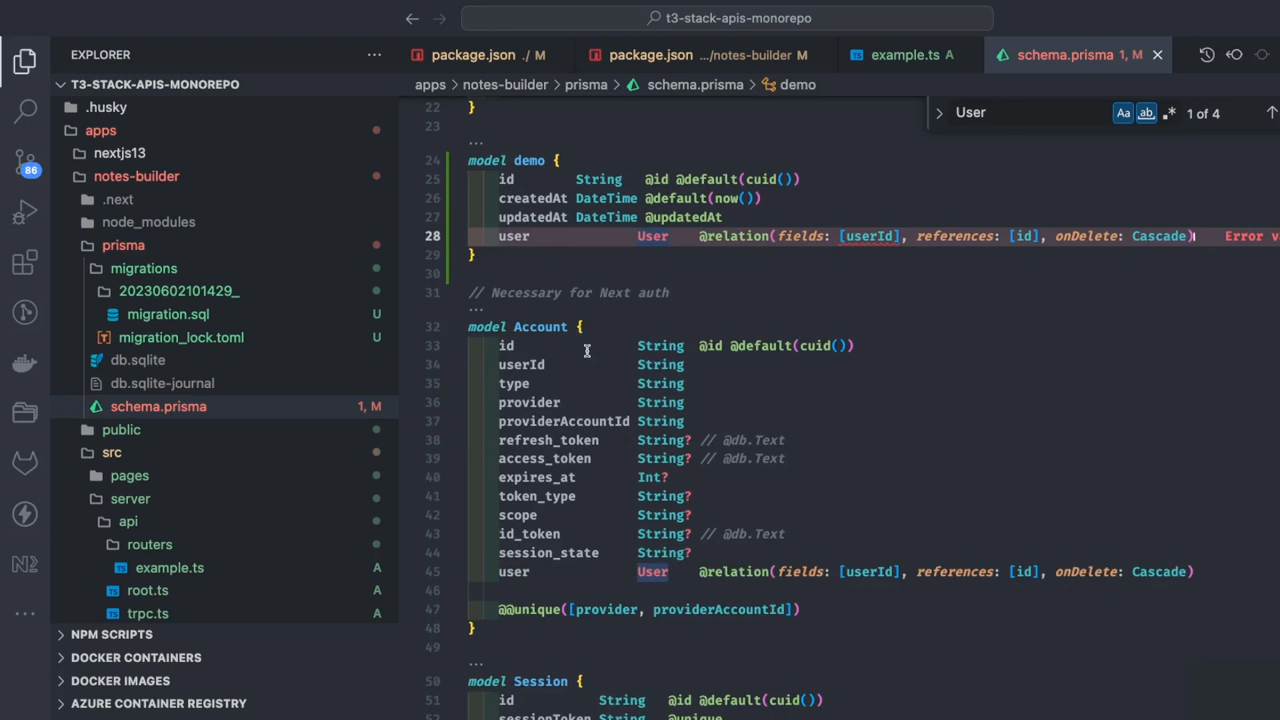 t3-stack-apis-monorepo
EXPLORER
package.json ./ M
package.json .../notes-builder M
example.ts A
schema.prisma 1, M
apps > notes-builder > prisma > schema.prisma > demo
User
Aa ab .* 1 of 4
T3-STACK-APIS-MONOREPO
.husky
apps
nextjs13
notes-builder
.next
node_modules
prisma
migrations
20230602101429_
migration.sql U
migration_lock.toml U
db.sqlite
db.sqlite-journal
schema.prisma 1, M
public
src
pages
server
api
routers
example.ts A
root.ts A
trpc.ts A
NPM SCRIPTS
DOCKER CONTAINERS
DOCKER IMAGES
AZURE CONTAINER REGISTRY
86
22 }
23
...
24 model demo {
25 id String @id @default(cuid())
26 createdAt DateTime @default(now())
27 updatedAt DateTime @updatedAt
28 user User @relation(fields: [userId], references: [id], onDelete: Cascade) Error v
29 }
30
31 // Necessary for Next auth
...
32 model Account {
33 id String @id @default(cuid())
34 userId String
35 type String
36 provider String
37 providerAccountId String
38 refresh_token String? // @db.Text
39 access_token String? // @db.Text
40 expires_at Int?
41 token_type String?
42 scope String?
43 id_token String? // @db.Text
44 session_state String?
45 user User @relation(fields: [userId], references: [id], onDelete: Cascade)
46
47 @@unique([provider, providerAccountId])
48 }
49
...
50 model Session {
51 id String @id @default(cuid())
52 sessionToken String @unique